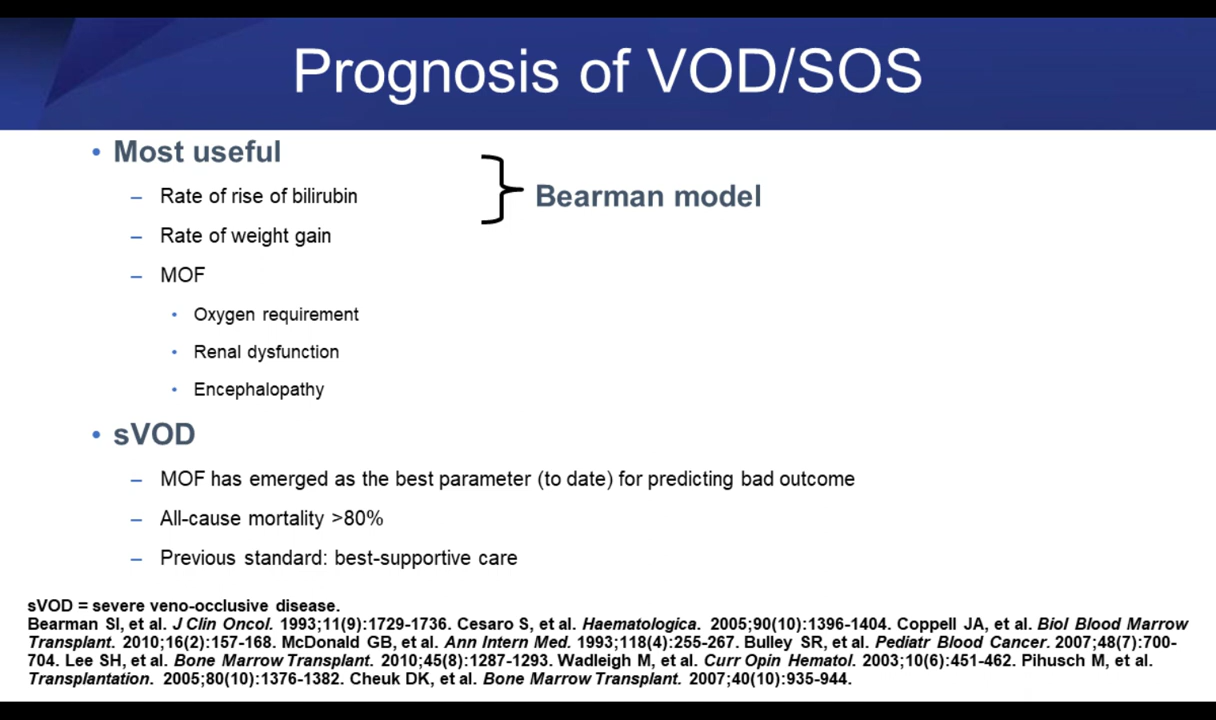 Prognosis of VOD/SOS
• Most useful
– Rate of rise of bilirubin
– Rate of weight gain
Bearman model
– MOF
• Oxygen requirement
• Renal dysfunction
• Encephalopathy
• sVOD
– MOF has emerged as the best parameter (to date) for predicting bad outcome
– All-cause mortality >80%
– Previous standard: best-supportive care
sVOD = severe veno-occlusive disease.
Bearman SI, et al. J Clin Oncol. 1993;11(9):1729-1736. Cesaro S, et al. Haematologica. 2005;90(10):1396-1404. Coppell JA, et al. Biol Blood Marrow
Transplant. 2010;16(2):157-168. McDonald GB, et al. Ann Intern Med. 1993;118(4):255-267. Bulley SR, et al. Pediatr Blood Cancer. 2007;48(7):700-
704. Lee SH, et al. Bone Marrow Transplant. 2010;45(8):1287-1293. Wadleigh M, et al. Curr Opin Hematol. 2003;10(6):451-462. Pihusch M, et al.
Transplantation. 2005;80(10):1376-1382. Cheuk DK, et al. Bone Marrow Transplant. 2007;40(10):935-944.